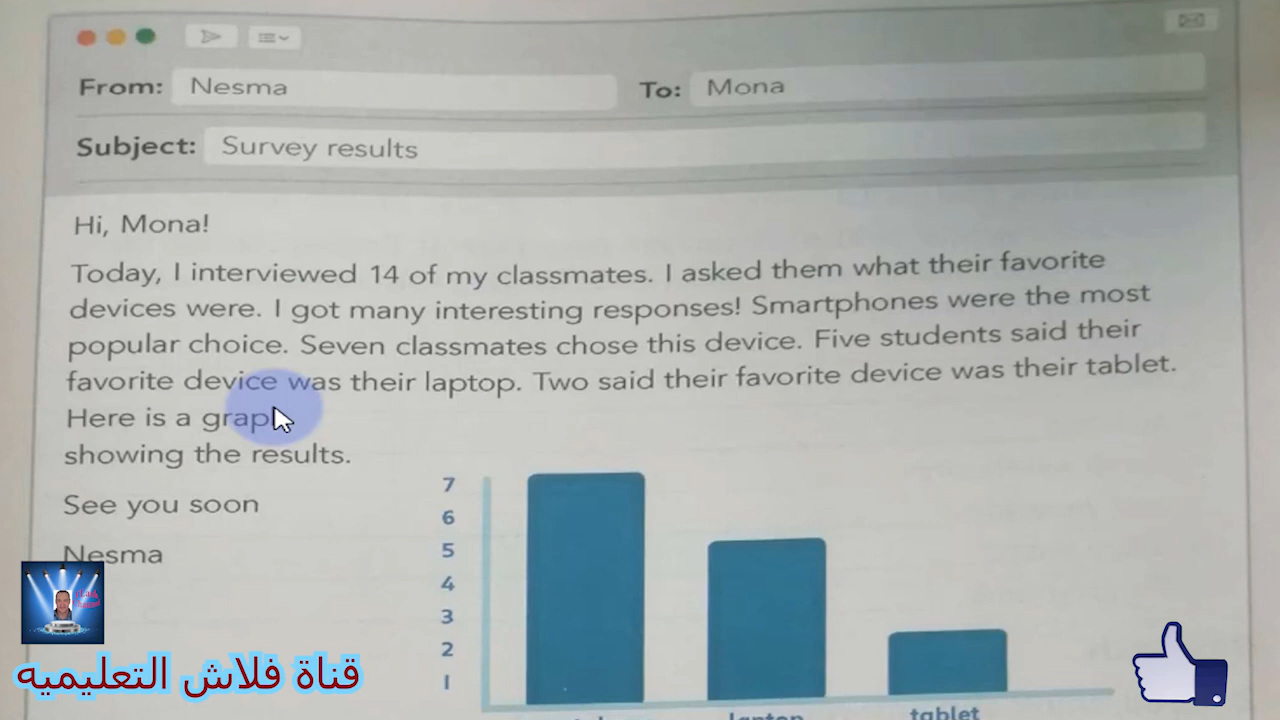 From: Nesma To: Mona
Subject: Survey results
Hi, Mona!
Today, I interviewed 14 of my classmates. I asked them what their favorite
devices were. I got many interesting responses! Smartphones were the most
popular choice. Seven classmates chose this device. Five students said their
favorite device was their laptop. Two said their favorite device was their tablet.
Here is a graph
showing the results.
See you soon
Nesma
7
6
5
4
3
2
1
laptop tablet
قناة فلاش التعليميه